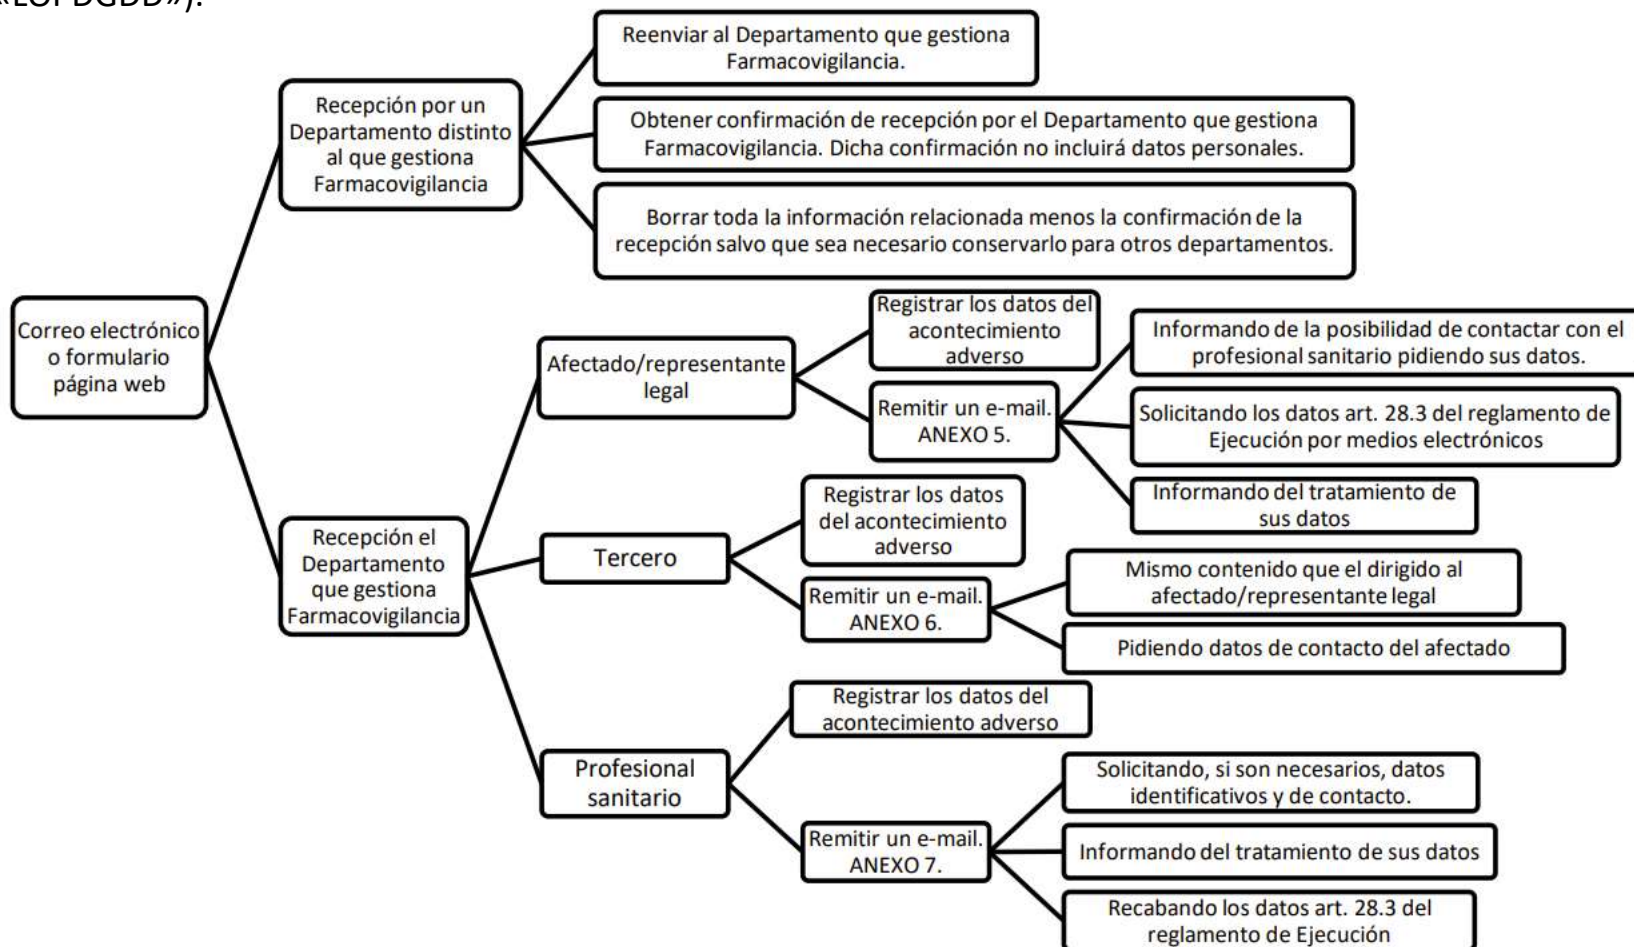 «LOPDGDD»).
Reenviar al Departamento que gestiona
Farmacovigilancia.
Recepción por un
Departamento distinto
al que gestiona
Farmacovigilancia
Obtener confirmación de recepción por el Departamento que gestiona
Farmacovigilancia. Dicha confirmación no incluirá datos personales.
Borrar toda la información relacionada menos la confirmación de la
recepción salvo que sea necesario conservarlo para otros departamentos.
Correo electrónico
o formulario
página web
Recepción el
Departamento
que gestiona
Farmacovigilancia
Afectado/representante
legal
Registrar los datos del
acontecimiento
adverso
Remitir un e-mail.
ANEXO 5.
Informando de la posibilidad de contactar con el
profesional sanitario pidiendo sus datos.
Solicitando los datos art. 28.3 del reglamento de
Ejecución por medios electrónicos
Informando del tratamiento de
sus datos
Tercero
Registrar los datos
del acontecimiento
adverso
Remitir un e-mail.
ANEXO 6.
Mismo contenido que el dirigido al
afectado/representante legal
Pidiendo datos de contacto del afectado
Profesional
sanitario
Registrar los datos del
acontecimiento adverso
Remitir un e-mail.
ANEXO 7.
Solicitando, si son necesarios, datos
identificativos y de contacto.
Informando del tratamiento de sus datos
Recabando los datos art. 28.3 del
reglamento de Ejecución